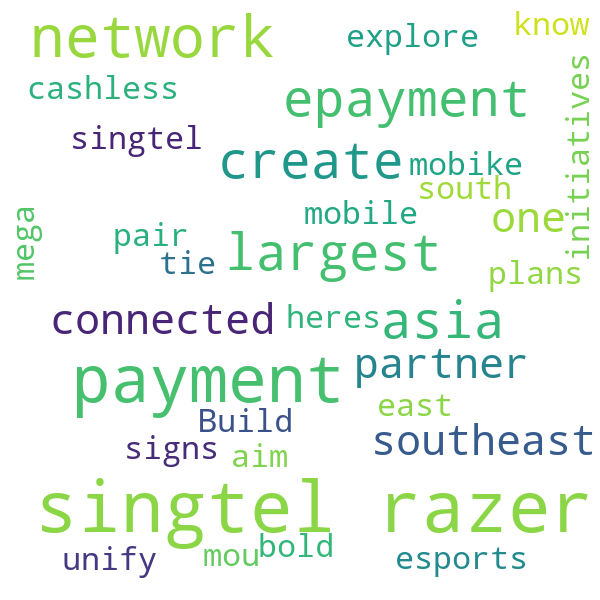 know
network
explore
cashless
epayment
initiatives
singtel
create
mobike
south
mobile
one
mega
pair
tie
largest
plans
connected
heres
asia
payment
partner
east
Build
southeast
signs
aim
singtel razer
unify
mou
bold
esports